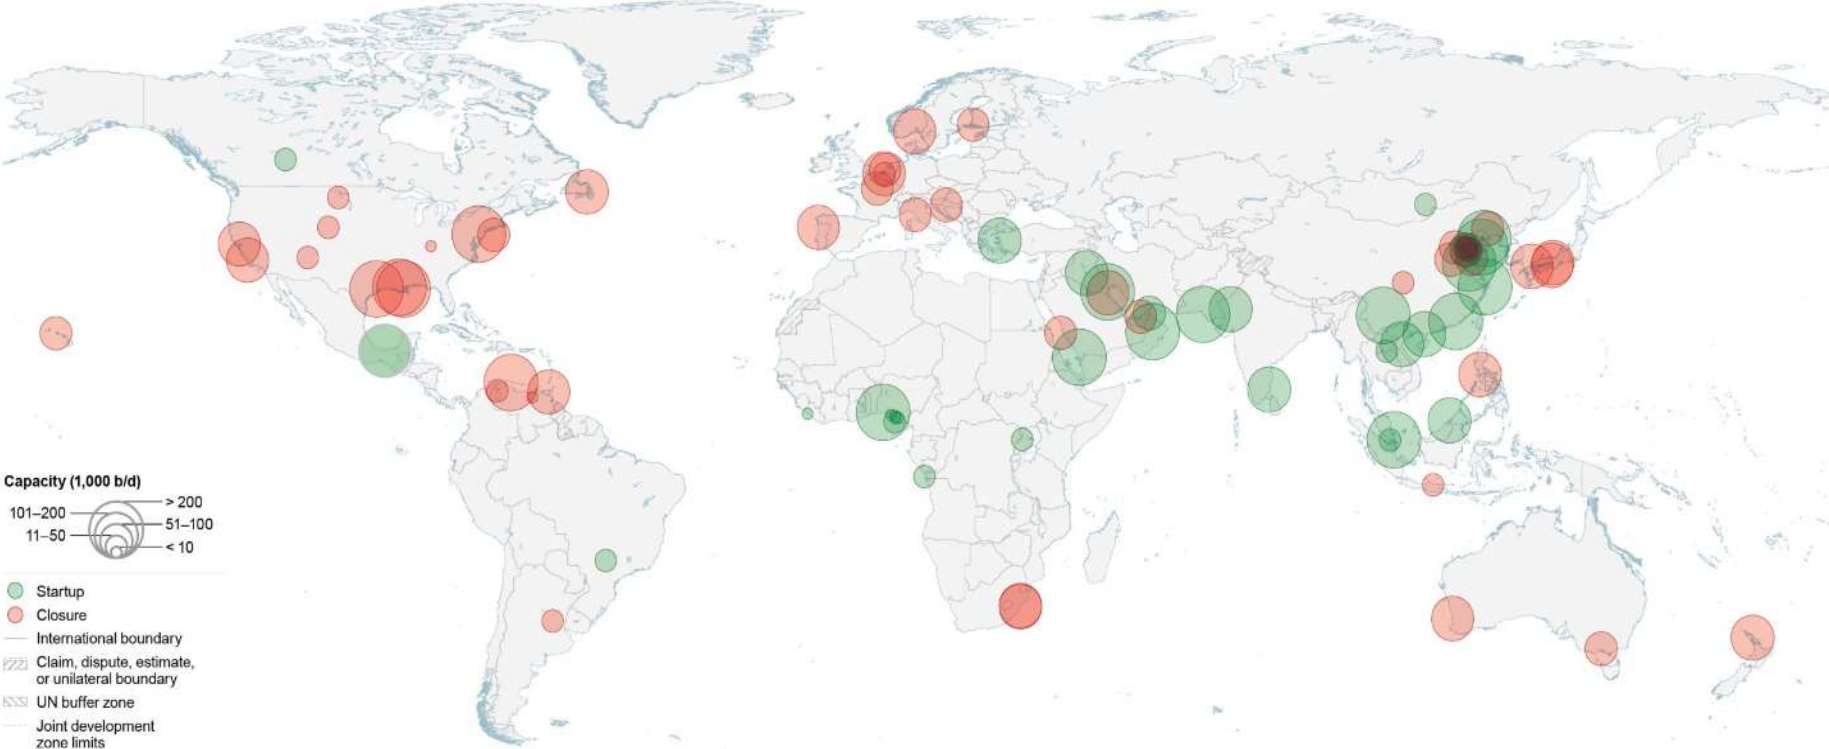 Capacity (1,000 b/d)
> 200
101–200
51–100
11–50
< 10
Startup
Closure
International boundary
Claim, dispute, estimate,
or unilateral boundary
UN buffer zone
Joint development
zone limits